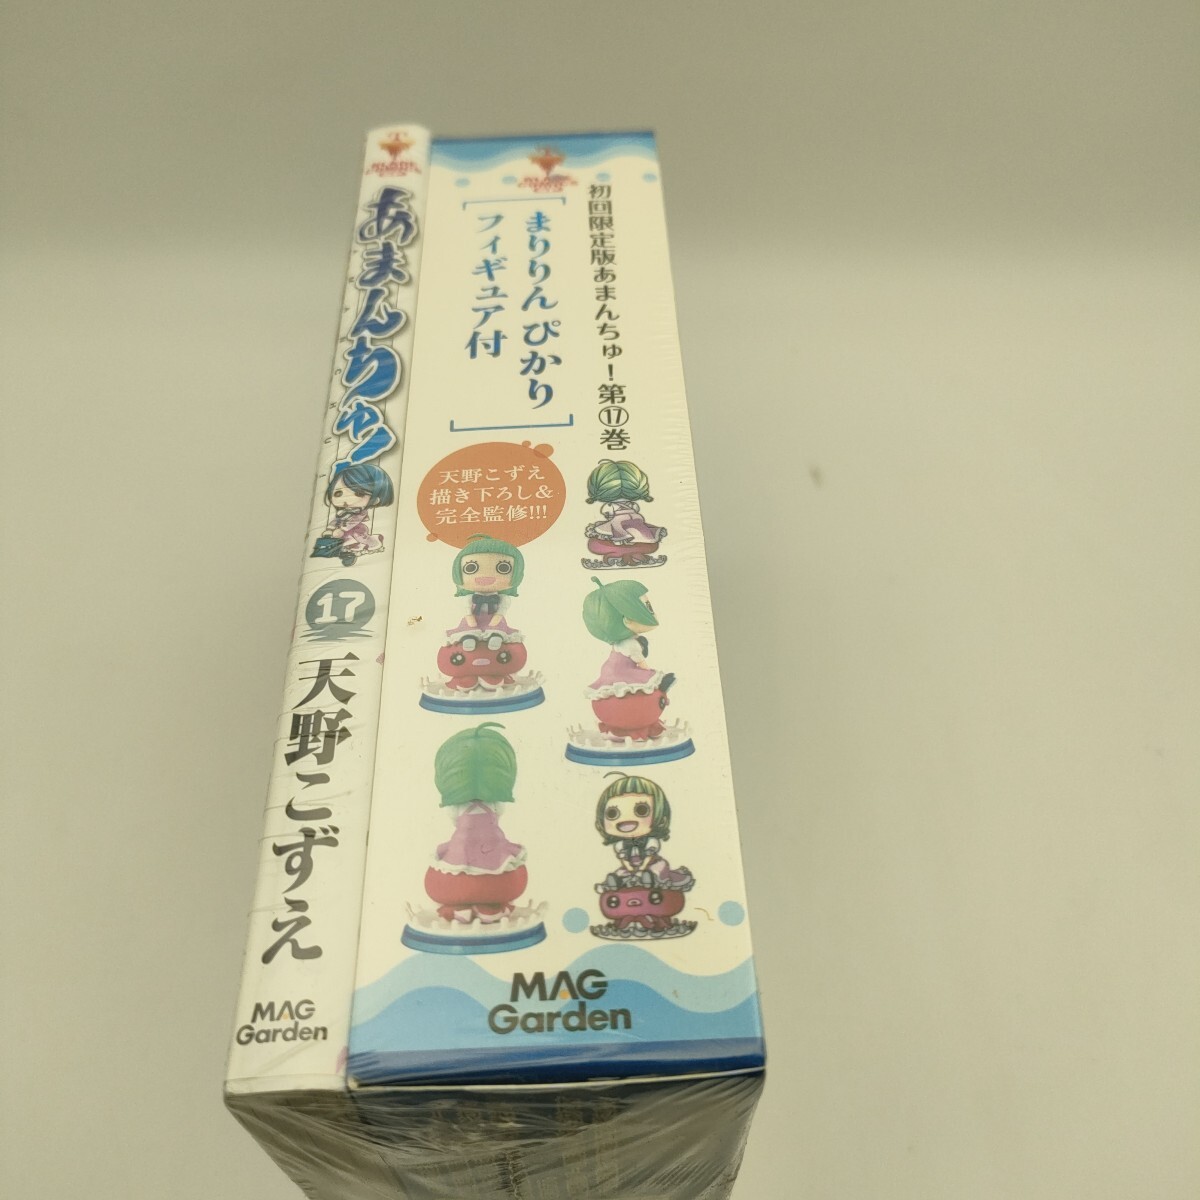 あまんちゅ!
17
天野こずえ
MAG
Garden
初回限定版あまんちゅ!第⑰巻
まりりん ぴかり
フィギュア付
天野こずえ
描き下ろし&
完全監修!!!
MAG
Garden